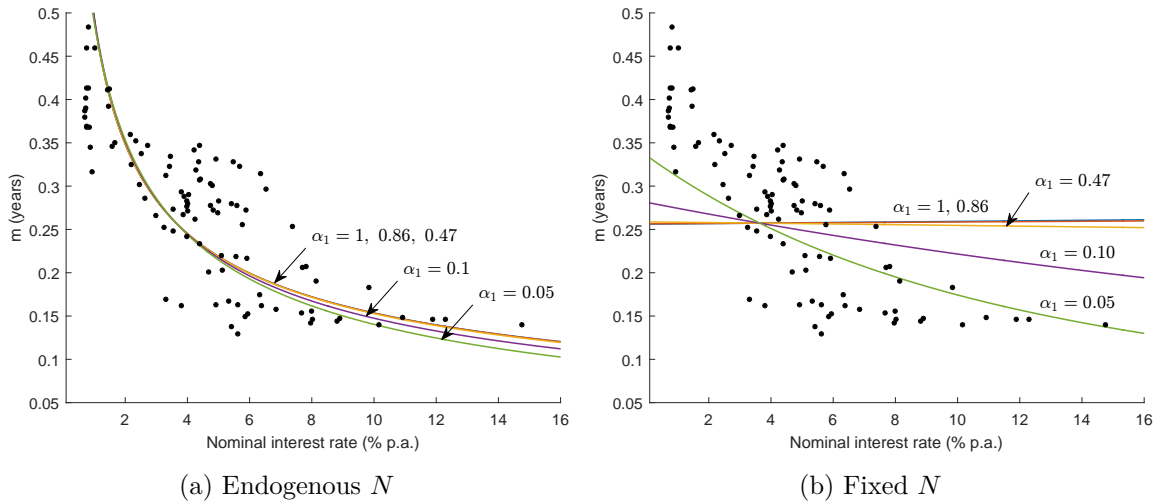 0.5
0.45
0.4
0.35
0.3
0.25
0.2
0.15
0.1
0.05
m (years)
α₁ = 1, 0.86, 0.47
α₁ = 0.1
α₁ = 0.05
2 4 6 8 10 12 14 16
Nominal interest rate (% p.a.)
(a) Endogenous N
0.5
0.45
0.4
0.35
0.3
0.25
0.2
0.15
0.1
0.05
m (years)
α₁ = 0.47
α₁ = 1, 0.86
α₁ = 0.10
α₁ = 0.05
2 4 6 8 10 12 14 16
Nominal interest rate (% p.a.)
(b) Fixed N